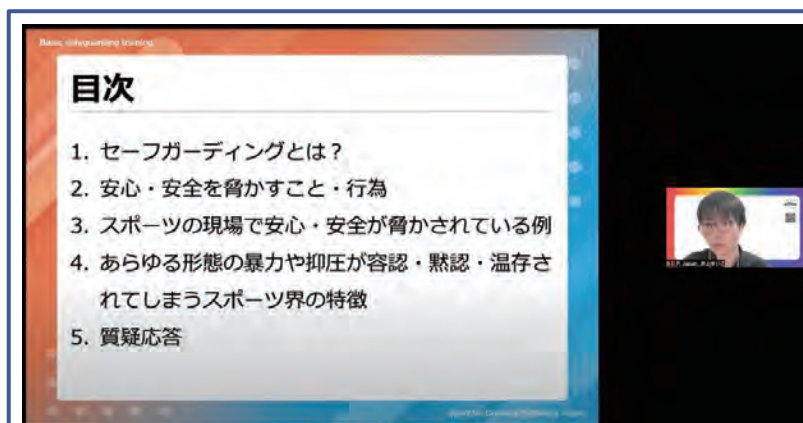 Basic safeguarding training
目次
1. セーフガーディングとは？
2. 安心・安全を脅かすこと・行為
3. スポーツの現場で安心・安全が脅かされている例
4. あらゆる形態の暴力や抑圧が容認・黙認・温存さ
れてしまうスポーツ界の特徴
5. 質疑応答